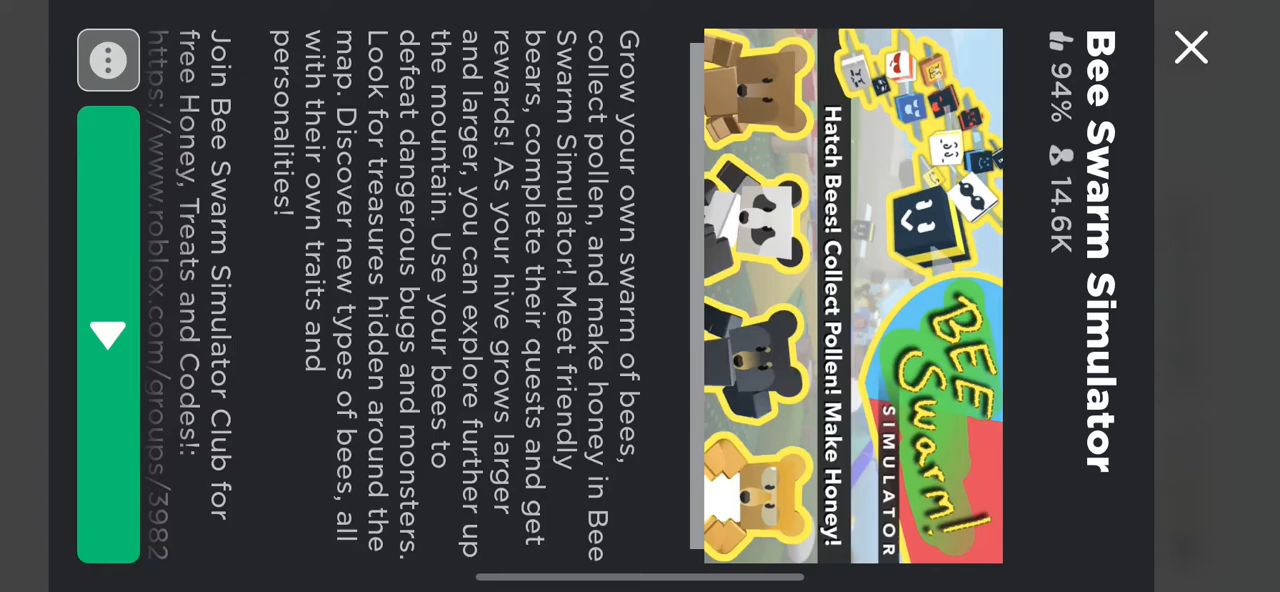 Bee Swarm Simulator
94% 14.6K
BEE
Swarm!
SIMULATOR
Hatch Bees! Collect Pollen! Make Honey!
Grow your own swarm of bees,
collect pollen, and make honey in Bee
Swarm Simulator! Meet friendly
bears, complete their quests and get
rewards! As your hive grows larger
and larger, you can explore further up
the mountain. Use your bees to
defeat dangerous bugs and monsters.
Look for treasures hidden around the
map. Discover new types of bees, all
with their own traits and
personalities!
Join Bee Swarm Simulator Club for
free Honey, Treats and Codes!:
https://www.roblox.com/groups/3982